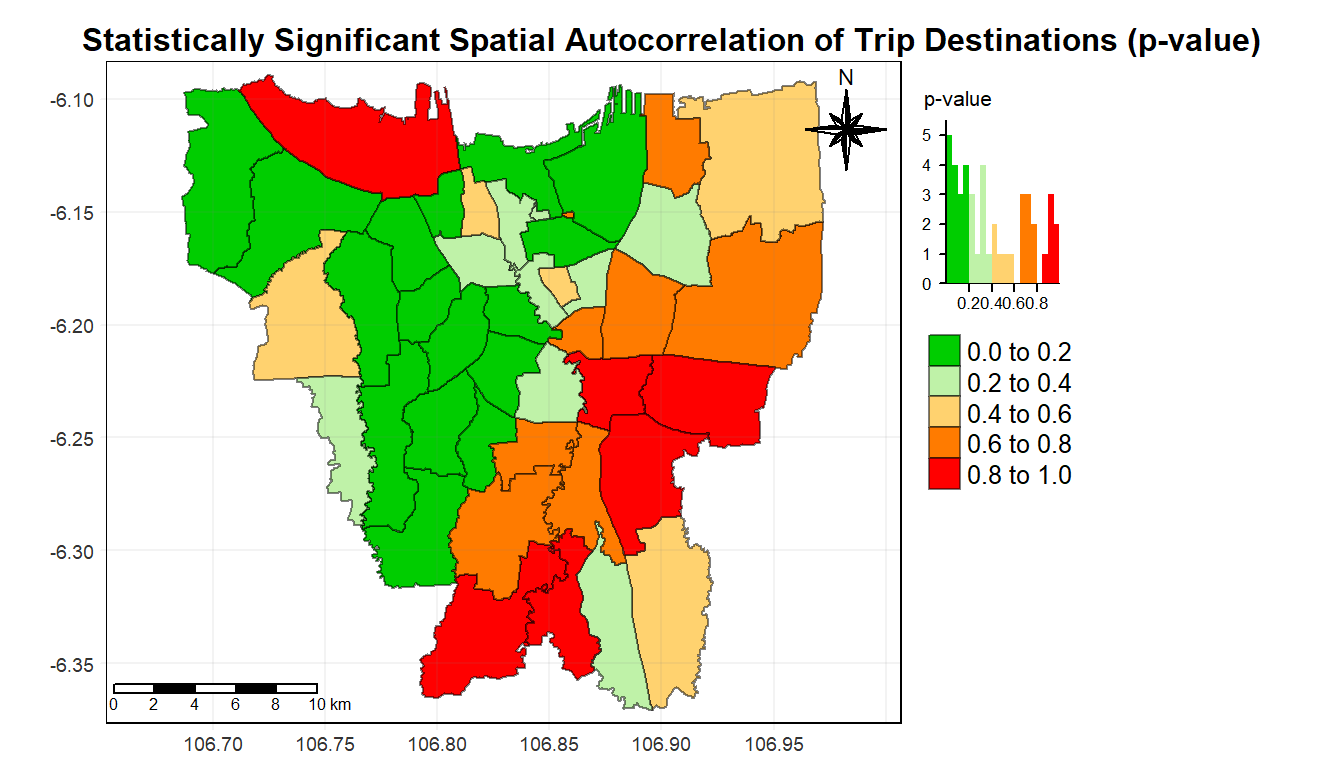 Statistically Significant Spatial Autocorrelation of Trip Destinations (p-value)
N
-6.10
-6.15
-6.20
-6.25
-6.30
-6.35
0 2 4 6 8 10 km
106.70 106.75 106.80 106.85 106.90 106.95
p-value
5
4
3
2
1
0
0.20.40.60.8
0.0 to 0.2
0.2 to 0.4
0.4 to 0.6
0.6 to 0.8
0.8 to 1.0